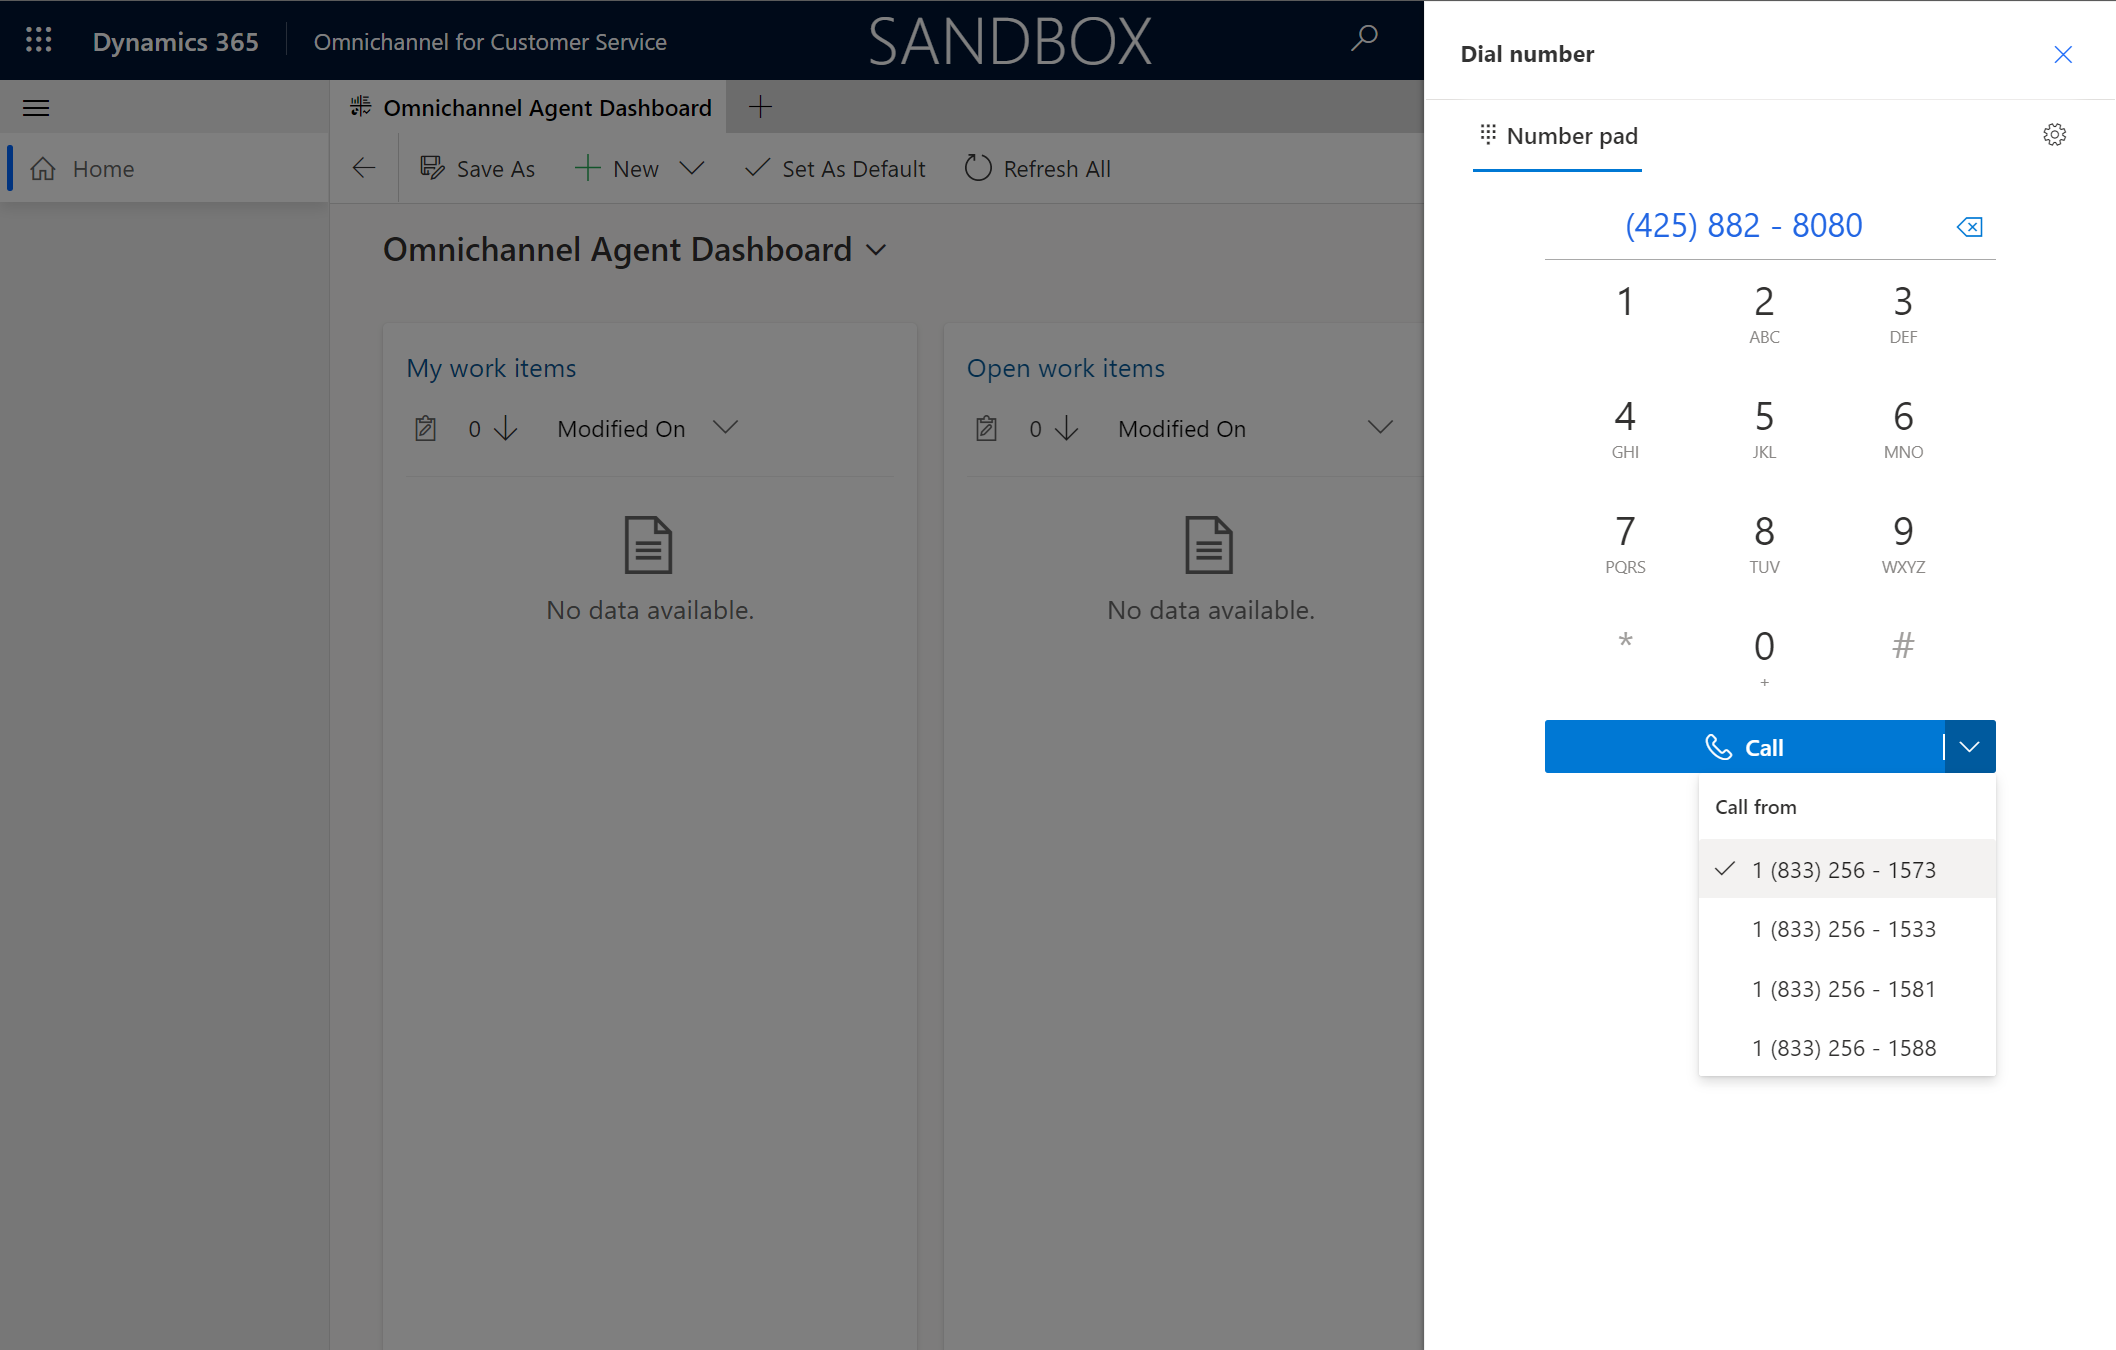 Dynamics 365
Omnichannel for Customer Service
SANDBOX
Omnichannel Agent Dashboard
Home
Save As
New
Set As Default
Refresh All
Omnichannel Agent Dashboard
My work items
0
Modified On
No data available.
Open work items
0
Modified On
No data available.
Dial number
Number pad
(425) 882 - 8080
1
2
3
ABC
DEF
4
5
6
GHI
JKL
MNO
7
8
9
PQRS
TUV
WXYZ
*
0
#
+
Call
Call from
1 (833) 256 - 1573
1 (833) 256 - 1533
1 (833) 256 - 1581
1 (833) 256 - 1588